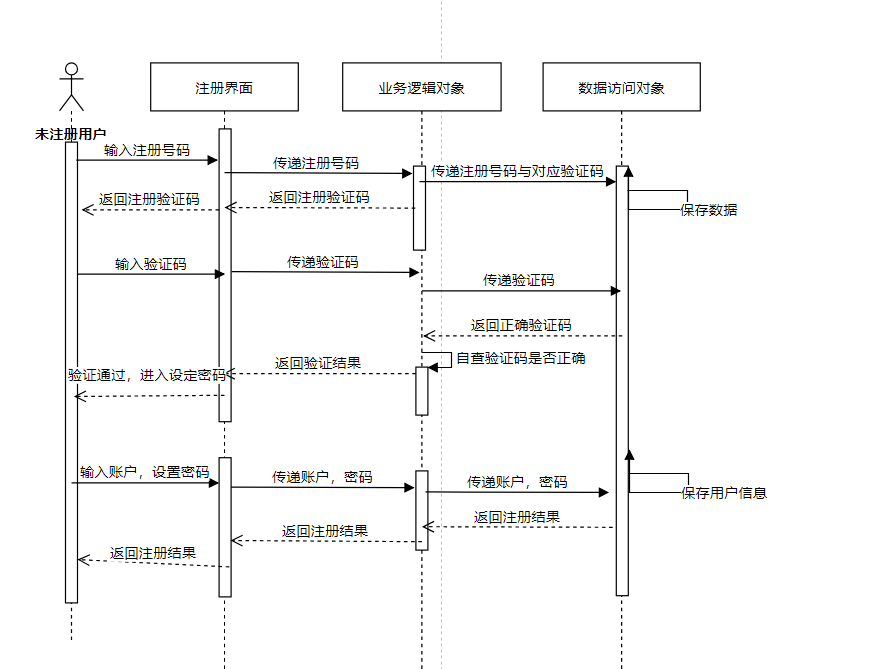 注册界面
业务逻辑对象
数据访问对象
未注册用户
输入注册号码
传递注册号码
传递注册号码与对应验证码
返回注册验证码
返回注册验证码
保存数据
输入验证码
传递验证码
传递验证码
返回正确验证码
自查验证码是否正确
返回验证结果
验证通过，进入设定密码
输入账户，设置密码
传递账户，密码
传递账户，密码
保存用户信息
返回注册结果
返回注册结果
返回注册结果